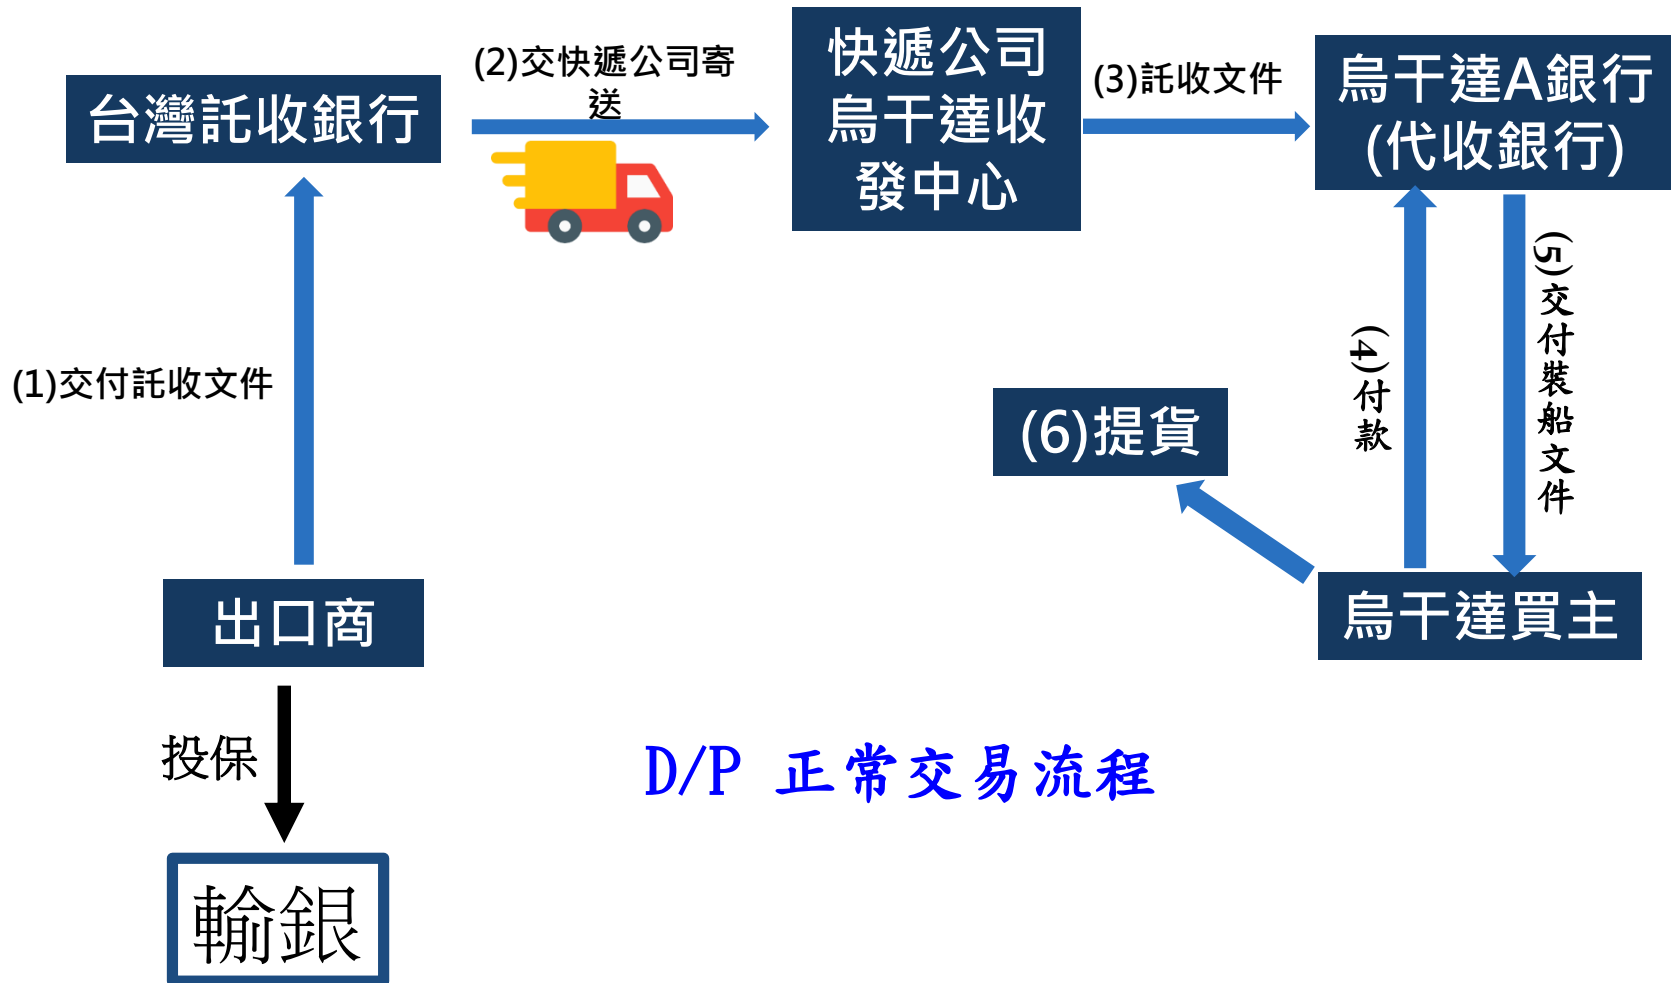 台灣託收銀行
(2)交快遞公司寄
送
快遞公司
烏干達收
發中心
(3)託收文件
烏干達A銀行
(代收銀行)
(1)交付託收文件
(4)付款
(5)交付裝船文件
(6)提貨
出口商
烏干達買主
投保
D/P 正常交易流程
輸銀